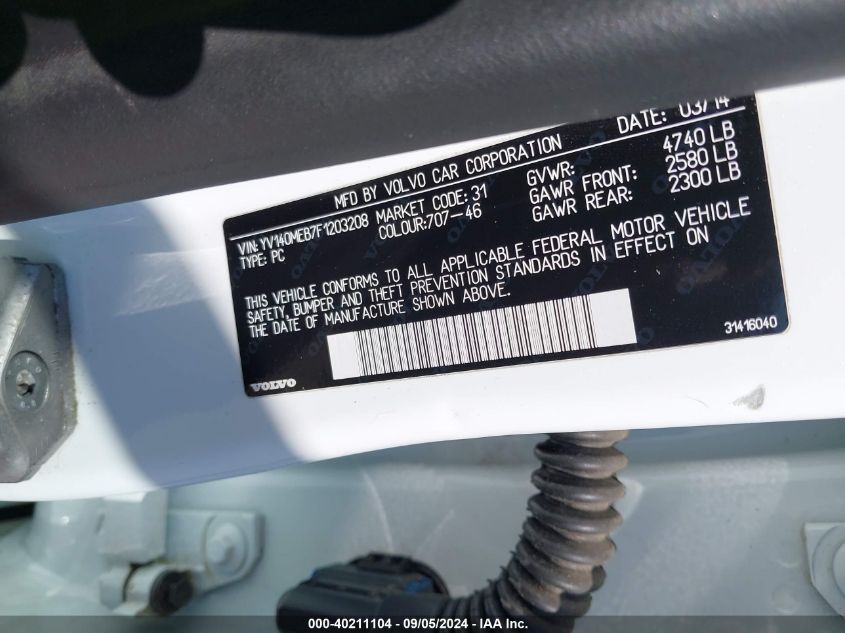 MFD BY VOLVO CAR CORPORATION DATE: 03/14
VIN: YV140MEB7F1203208 MARKET CODE: 31 GVWR: 4740 LB
TYPE: PC COLOUR:707-46 GAWR FRONT: 2580 LB
GAWR REAR: 2300 LB
THIS VEHICLE CONFORMS TO ALL APPLICABLE FEDERAL MOTOR VEHICLE
SAFETY, BUMPER AND THEFT PREVENTION STANDARDS IN EFFECT ON
THE DATE OF MANUFACTURE SHOWN ABOVE.
31416040
VOLVO
000-40211104 - 09/05/2024 - IAA Inc.